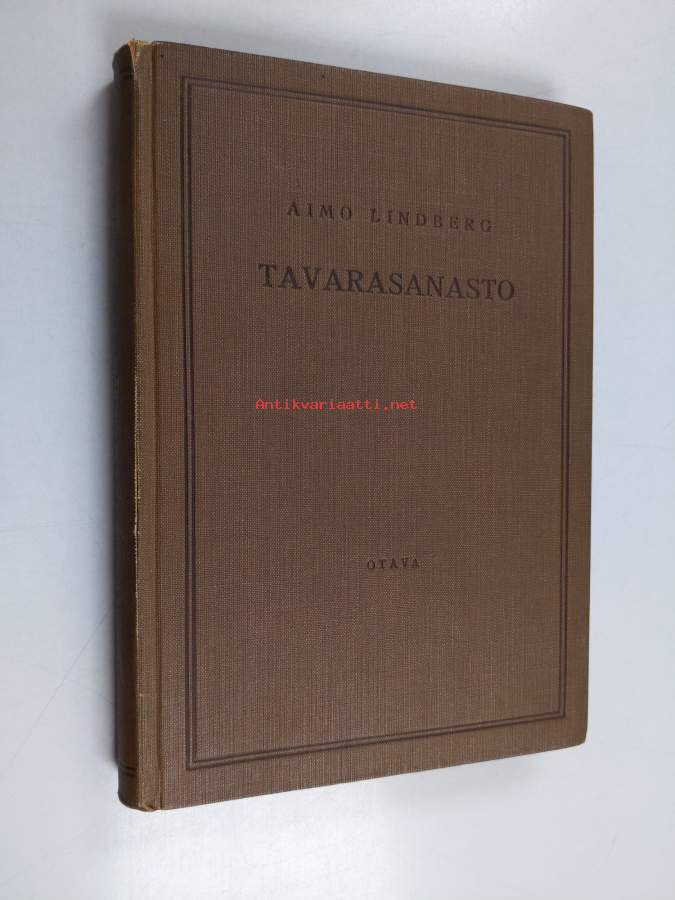 AIMO LINDBERG
TAVARASANASTO
Antikvariaatti.net
OTAVA